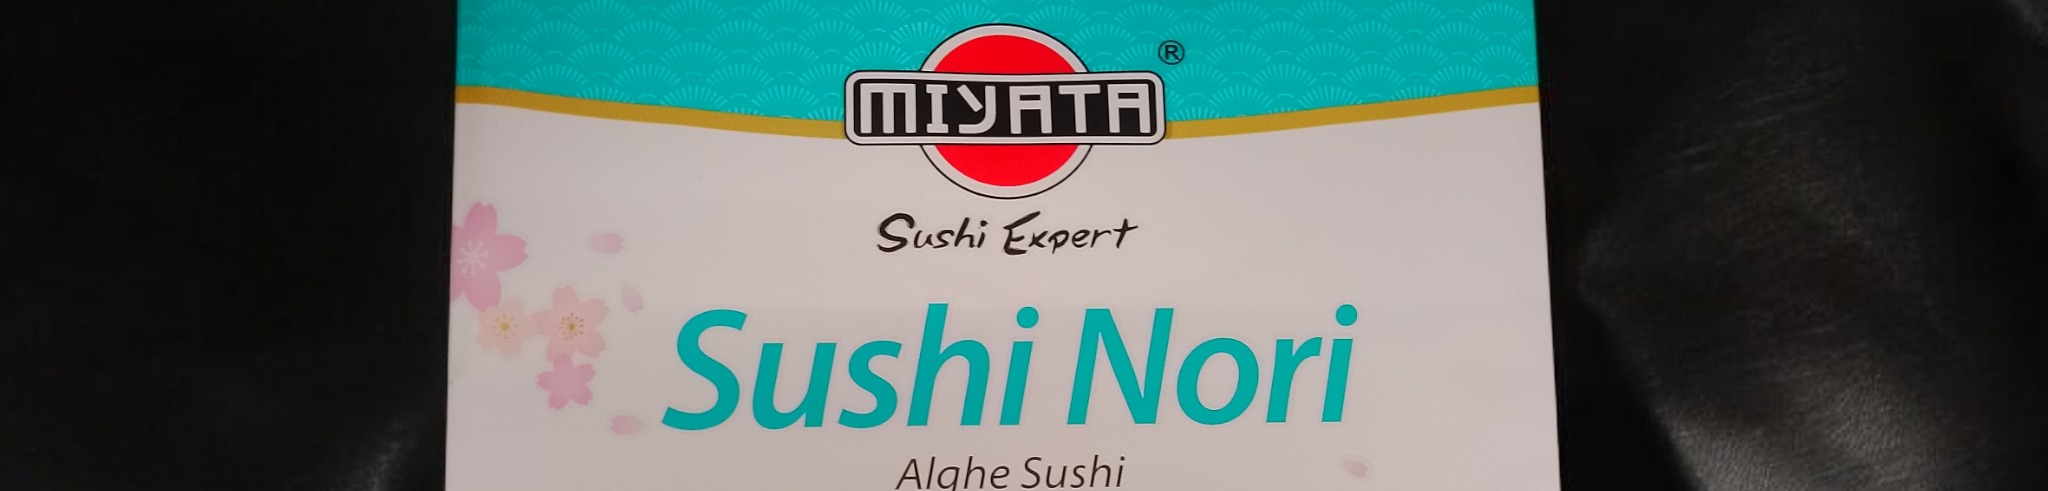 MIYATA ®
Sushi Expert
Sushi Nori
Alghe Sushi